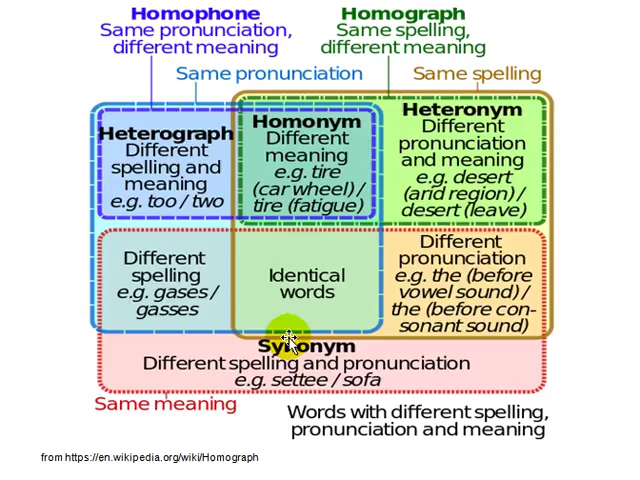 Homophone
Same pronunciation,
different meaning
Homograph
Same spelling,
different meaning
Same pronunciation
Same spelling
Heterograph
Different
spelling and
meaning
e.g. too / two
Homonym
Different
meaning
e.g. tire
(car wheel) /
tire (fatigue)
Heteronym
Different
pronunciation
and meaning
e.g. desert
(arid region) /
desert (leave)
Different
spelling
e.g. gases /
gasses
Identical
words
Different
pronunciation
e.g. the (before
vowel sound) /
the (before con-
sonant sound)
Synonym
Different spelling and pronunciation
e.g. settee / sofa
Same meaning
Words with different spelling,
pronunciation and meaning
from https://en.wikipedia.org/wiki/Homograph